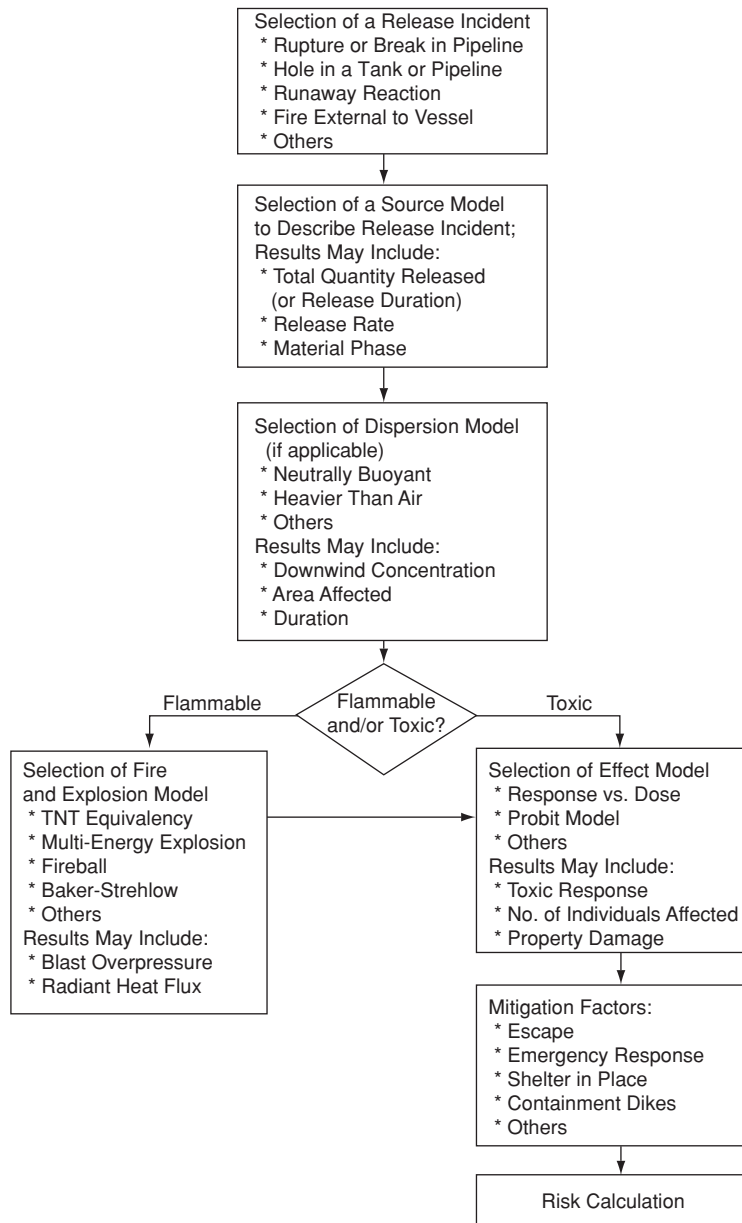 Selection of a Release Incident
* Rupture or Break in Pipeline
* Hole in a Tank or Pipeline
* Runaway Reaction
* Fire External to Vessel
* Others
Selection of a Source Model
to Describe Release Incident;
Results May Include:
* Total Quantity Released
(or Release Duration)
* Release Rate
* Material Phase
Selection of Dispersion Model
(if applicable)
* Neutrally Buoyant
* Heavier Than Air
* Others
Results May Include:
* Downwind Concentration
* Area Affected
* Duration
Flammable
Flammable
and/or Toxic?
Toxic
Selection of Fire
and Explosion Model
* TNT Equivalency
* Multi-Energy Explosion
* Fireball
* Baker-Strehlow
* Others
Results May Include:
* Blast Overpressure
* Radiant Heat Flux
Selection of Effect Model
* Response vs. Dose
* Probit Model
* Others
Results May Include:
* Toxic Response
* No. of Individuals Affected
* Property Damage
Mitigation Factors:
* Escape
* Emergency Response
* Shelter in Place
* Containment Dikes
* Others
Risk Calculation